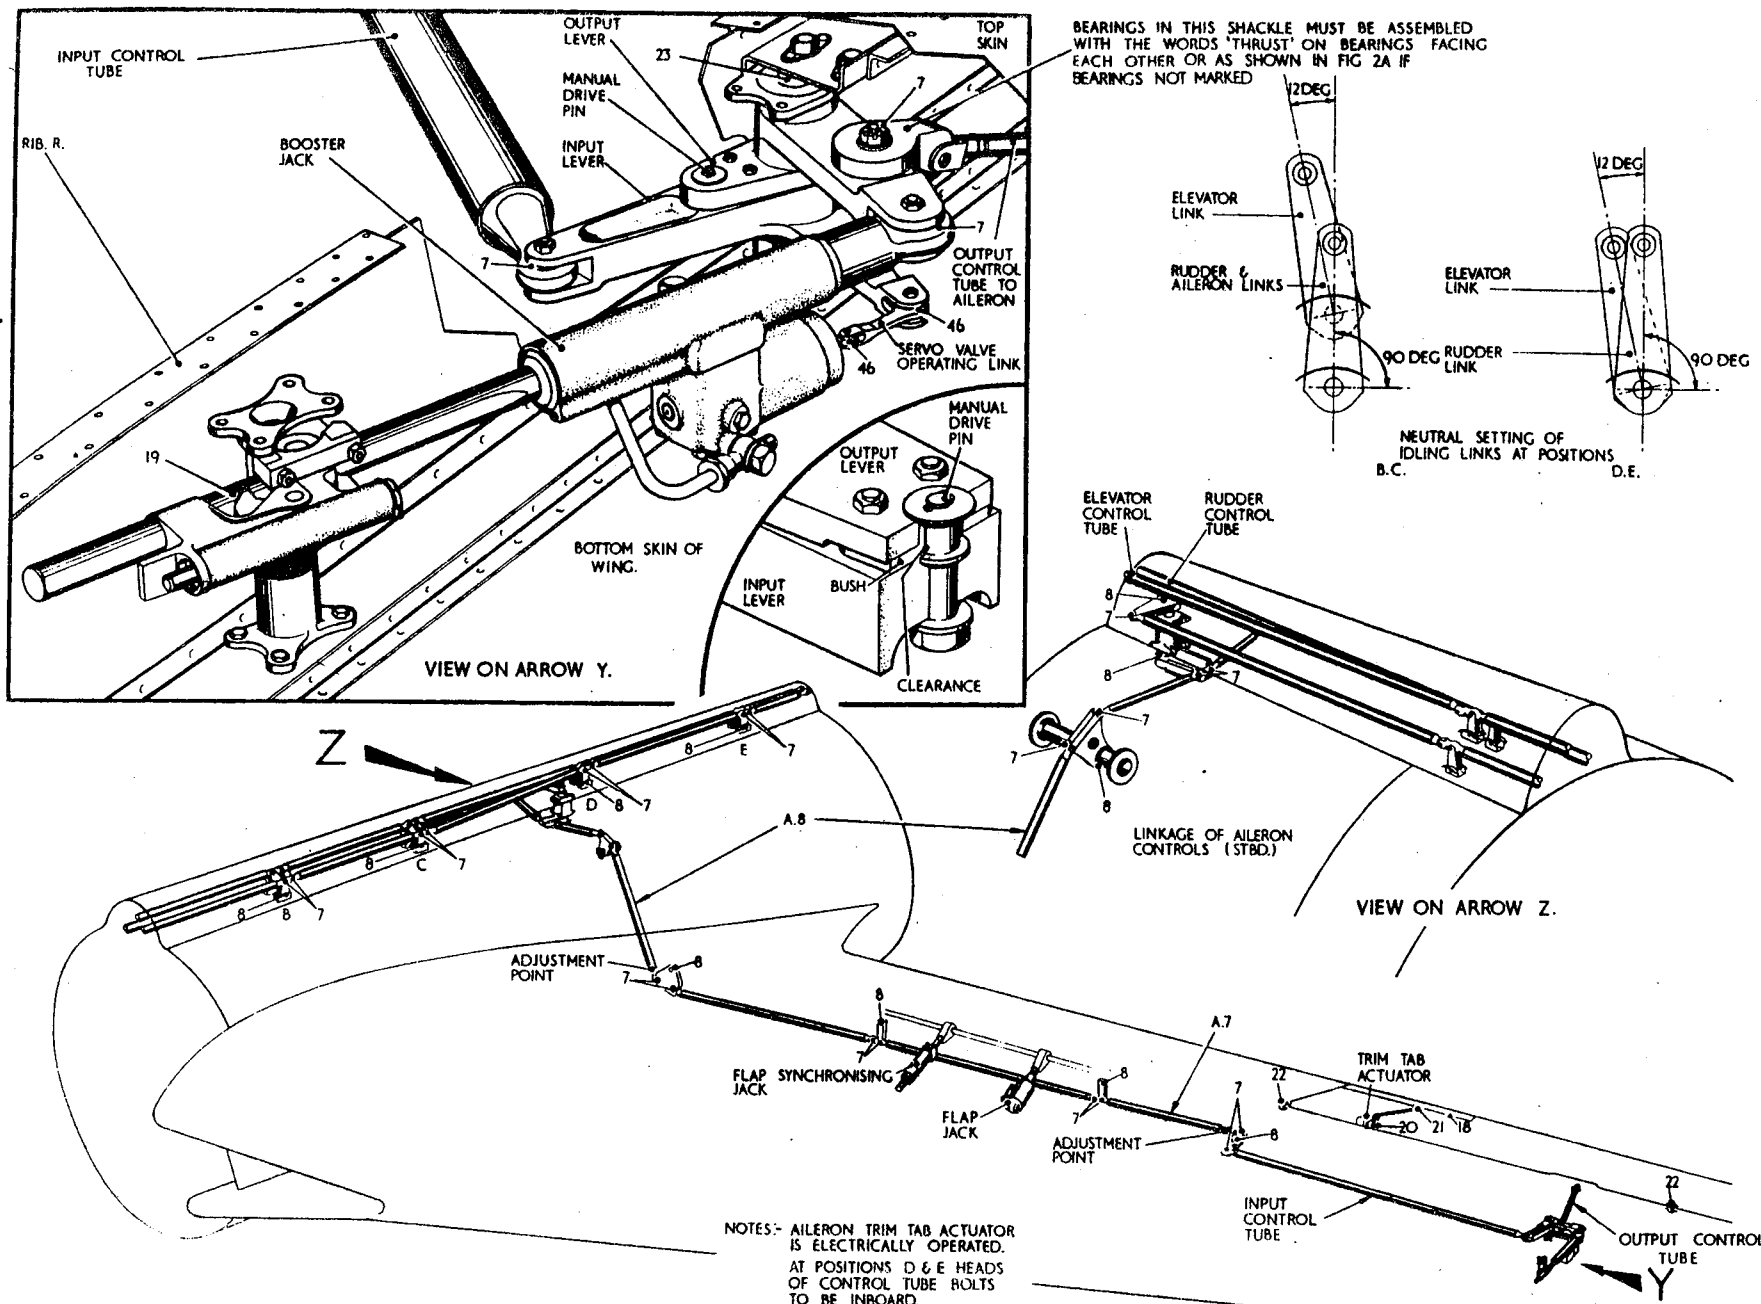 INPUT CONTROL
TUBE
RIB. R.
BOOSTER
JACK
OUTPUT
LEVER
23
MANUAL
DRIVE
PIN
INPUT
LEVER
TOP
SKIN
7
7
7
OUTPUT
CONTROL
TUBE TO
AILERON
46
46
SERVO VALVE
OPERATING LINK
19
BOTTOM SKIN OF
WING.
VIEW ON ARROW Y.
MANUAL
DRIVE
PIN
OUTPUT
LEVER
BUSH
INPUT
LEVER
CLEARANCE
BEARINGS IN THIS SHACKLE MUST BE ASSEMBLED
WITH THE WORDS 'THRUST' ON BEARINGS FACING
EACH OTHER OR AS SHOWN IN FIG 2A IF
BEARINGS NOT MARKED
12DEG
ELEVATOR
LINK
RUDDER &
AILERON LINKS
90 DEG
12 DEG
ELEVATOR
LINK
RUDDER
LINK
90 DEG
NEUTRAL SETTING OF
IDLING LINKS AT POSITIONS
B.C.
D.E.
ELEVATOR
CONTROL
TUBE
RUDDER
CONTROL
TUBE
8
7
8
7
7
7
8
LINKAGE OF AILERON
CONTROLS (STBD.)
VIEW ON ARROW Z.
Z
8
E
7
D
8
7
8
C
7
8
B
7
A.8
ADJUSTMENT
POINT
7
8
8
7
FLAP SYNCHRONISING
JACK
FLAP
JACK
8
7
A.7
ADJUSTMENT
POINT
7
8
22
TRIM TAB
ACTUATOR
20
21
18
22
INPUT
CONTROL
TUBE
OUTPUT CONTROL
TUBE
Y
NOTES:- AILERON TRIM TAB ACTUATOR
IS ELECTRICALLY OPERATED.
AT POSITIONS D & E HEADS
OF CONTROL TUBE BOLTS
TO BE INBOARD